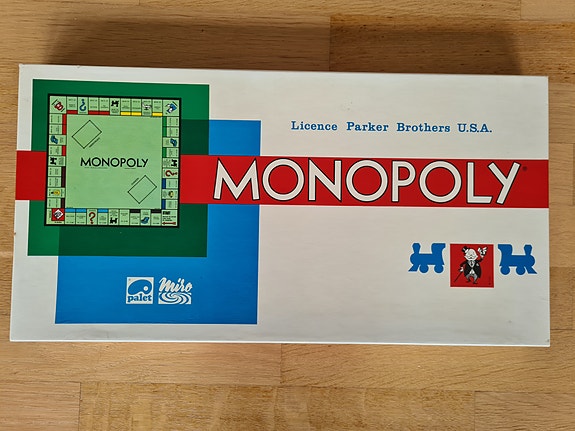 Licence Parker Brothers U.S.A.
MONOPOLY
MONOPOLY
palet
Miro